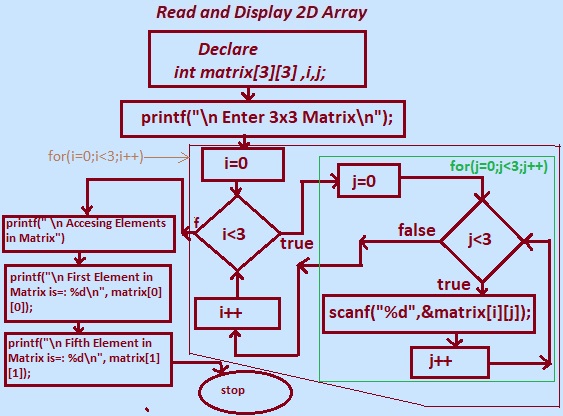 Read and Display 2D Array
Declare
int matrix[3][3] ,i,j;
printf("\n Enter 3x3 Matrix\n");
for(i=0;i<3;i++)
i=0
for(j=0;j<3;j++)
j=0
f
i<3
true
false
j<3
true
printf(" \n Accesing Elements
in Matrix")
printf("\n First Element in
Matrix is=: %d\n", matrix[0]
[0]);
i++
scanf("%d",&matrix[i][j]);
printf("\n Fifth Element in
Matrix is=: %d\n", matrix[1]
[1]);
j++
stop